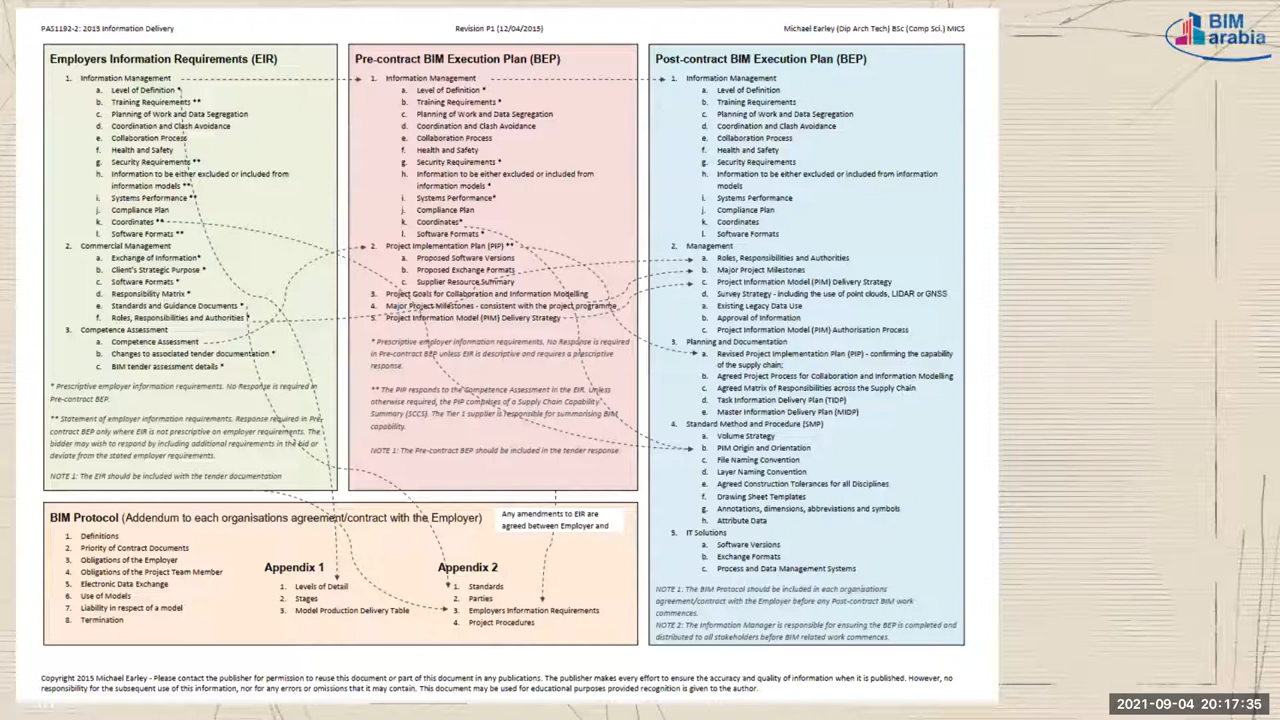 PAS1192-2: 2015 Information Delivery
Revision P1 (12/04/2015)
Michael Earley (Dip Arch Tech) BSc (Comp Sci.) MICS
BIM
arabia
Employers Information Requirements (EIR)
1. Information Management
a. Level of Definition *
b. Training Requirements **
c. Planning of Work and Data Segregation
d. Coordination and Clash Avoidance
e. Collaboration Process
f. Health and Safety
g. Security Requirements **
h. Information to be either excluded or included from
information models **
i. Systems Performance **
j. Compliance Plan
k. Coordinates **
l. Software Formats **
2. Commercial Management
a. Exchange of Information*
b. Client's Strategic Purpose *
c. Software Formats *
d. Responsibility Matrix *
e. Standards and Guidance Documents *
f. Roles, Responsibilities and Authorities *
3. Competence Assessment
a. Competence Assessment
b. Changes to associated tender documentation *
c. BIM tender assessment details *
* Prescriptive employer information requirements. No Response is required in
Pre-contract BEP.
** Statement of employer information requirements. Response required in Pre-
contract BEP only where EIR is not prescriptive on employer requirements. The
bidder may wish to respond by including additional requirements in the bid or
deviate from the stated employer requirements.
NOTE 1: The EIR should be included with the tender documentation
Pre-contract BIM Execution Plan (BEP)
1. Information Management
a. Level of Definition *
b. Training Requirements *
c. Planning of Work and Data Segregation
d. Coordination and Clash Avoidance
e. Collaboration Process
f. Health and Safety
g. Security Requirements *
h. Information to be either excluded or included from
information models *
i. Systems Performance*
j. Compliance Plan
k. Coordinates*
l. Software Formats *
2. Project Implementation Plan (PIP) **
a. Proposed Software Versions
b. Proposed Exchange Formats
c. Supplier Resource Summary
3. Project Goals for Collaboration and Information Modelling
4. Major Project Milestones - consistent with the project programme
5. Project Information Model (PIM) Delivery Strategy
* Prescriptive employer information requirements. No Response is required
in Pre-contract BEP unless EIR is descriptive and requires a prescriptive
response.
** The PIP responds to the Competence Assessment in the EIR. Unless
otherwise required, the PIP comprises of a Supply Chain Capability
Summary (SCCS). The Tier 1 supplier is responsible for summarising BIM
capability.
NOTE 1: The Pre-contract BEP should be included in the tender response
Post-contract BIM Execution Plan (BEP)
1. Information Management
a. Level of Definition
b. Training Requirements
c. Planning of Work and Data Segregation
d. Coordination and Clash Avoidance
e. Collaboration Process
f. Health and Safety
g. Security Requirements
h. Information to be either excluded or included from information
models
i. Systems Performance
j. Compliance Plan
k. Coordinates
l. Software Formats
2. Management
a. Roles, Responsibilities and Authorities
b. Major Project Milestones
c. Project Information Model (PIM) Delivery Strategy
d. Survey Strategy - including the use of point clouds, LIDAR or GNSS
a. Existing Legacy Data Use
b. Approval of Information
c. Project Information Model (PIM) Authorisation Process
3. Planning and Documentation
a. Revised Project Implementation Plan (PIP) - confirming the capability
of the supply chain;
b. Agreed Project Process for Collaboration and Information Modelling
c. Agreed Matrix of Responsibilities across the Supply Chain
d. Task Information Delivery Plan (TIDP)
e. Master Information Delivery Plan (MIDP)
4. Standard Method and Procedure (SMP)
a. Volume Strategy
b. PIM Origin and Orientation
c. File Naming Convention
d. Layer Naming Convention
e. Agreed Construction Tolerances for all Disciplines
f. Drawing Sheet Templates
g. Annotations, dimensions, abbreviations and symbols
h. Attribute Data
5. IT Solutions
a. Software Versions
b. Exchange Formats
c. Process and Data Management Systems
NOTE 1. The BIM Protocol should be included in each organisations
agreement/contract with the Employer before any Post-contract BIM work
commences.
NOTE 2: The Information Manager is responsible for ensuring the BEP is completed and
distributed to all stakeholders before BIM related work commences.
BIM Protocol (Addendum to each organisations agreement/contract with the Employer)
Any amendments to EIR are
agreed between Employer and
1. Definitions
2. Priority of Contract Documents
3. Obligations of the Employer
4. Obligations of the Project Team Member
5. Electronic Data Exchange
6. Use of Models
7. Liability in respect of a model
8. Termination
Appendix 1
1. Levels of Detail
2. Stages
3. Model Production Delivery Table
Appendix 2
1. Standards
2. Parties
3. Employers Information Requirements
4. Project Procedures
Copyright 2015 Michael Earley - Please contact the publisher for permission to reuse this document or part of this document in any publications. The publisher makes every effort to ensure the accuracy and quality of information when it is published. However, no
responsibility for the subsequent use of this information, nor for any errors or omissions that it may contain. This document may be used for educational purposes provided recognition is given to the author.
2021-09-04 20:17:35